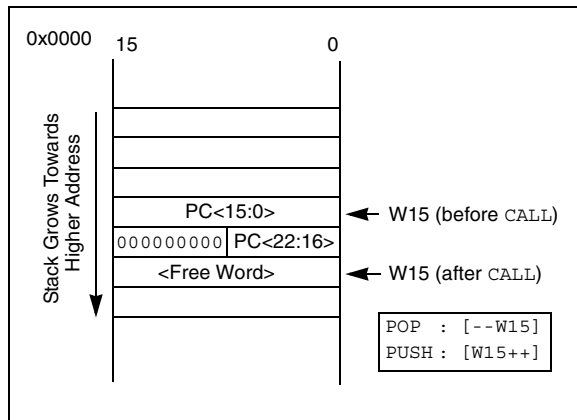 0x0000
15 0
Stack Grows Towards
Higher Address
PC<15:0>
W15 (before CALL)
000000000 PC<22:16>
<Free Word>
W15 (after CALL)
POP : [--W15]
PUSH : [W15++]